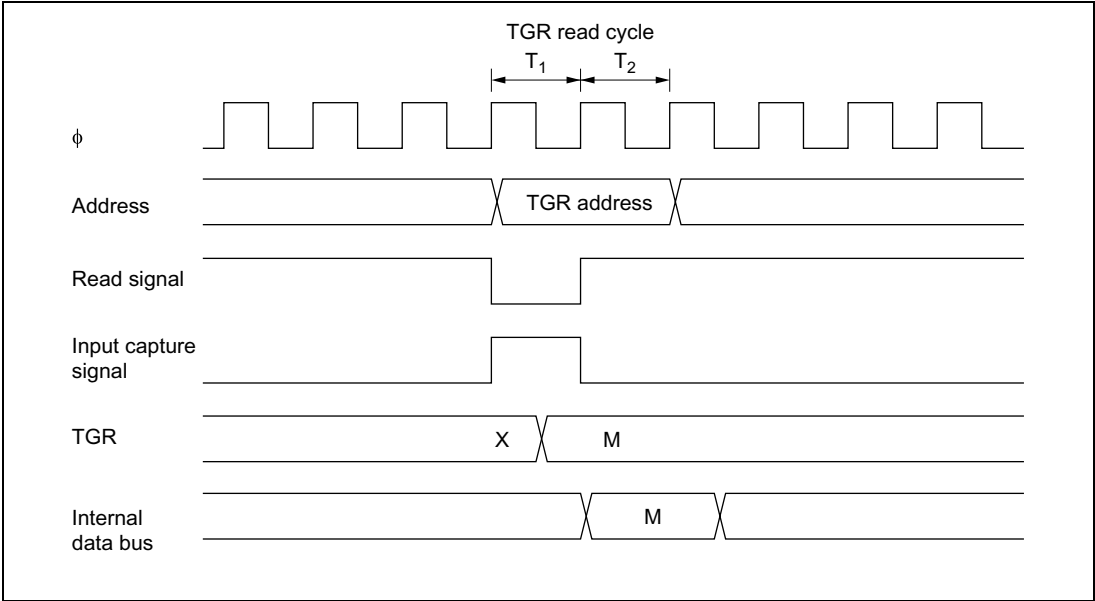 TGR read cycle
T1 T2
ϕ
Address
TGR address
Read signal
Input capture
signal
TGR
X M
Internal
data bus
M